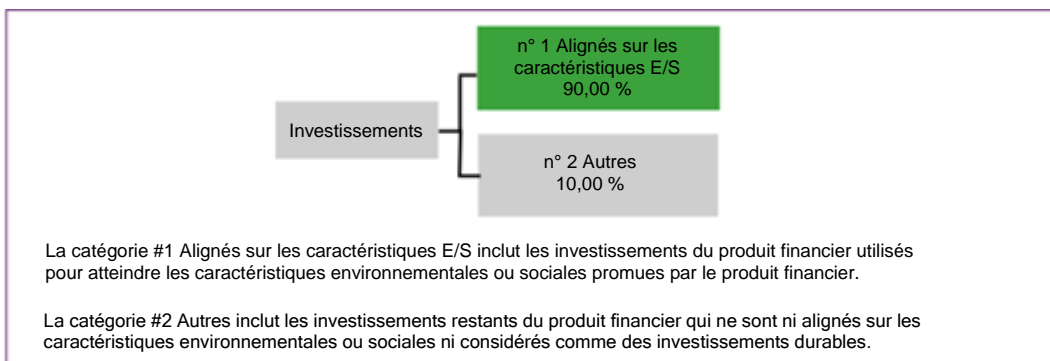 n° 1 Alignés sur les
caractéristiques E/S
90,00 %
Investissements
n° 2 Autres
10,00 %
La catégorie #1 Alignés sur les caractéristiques E/S inclut les investissements du produit financier utilisés
pour atteindre les caractéristiques environnementales ou sociales promues par le produit financier.
La catégorie #2 Autres inclut les investissements restants du produit financier qui ne sont ni alignés sur les
caractéristiques environnementales ou sociales ni considérés comme des investissements durables.